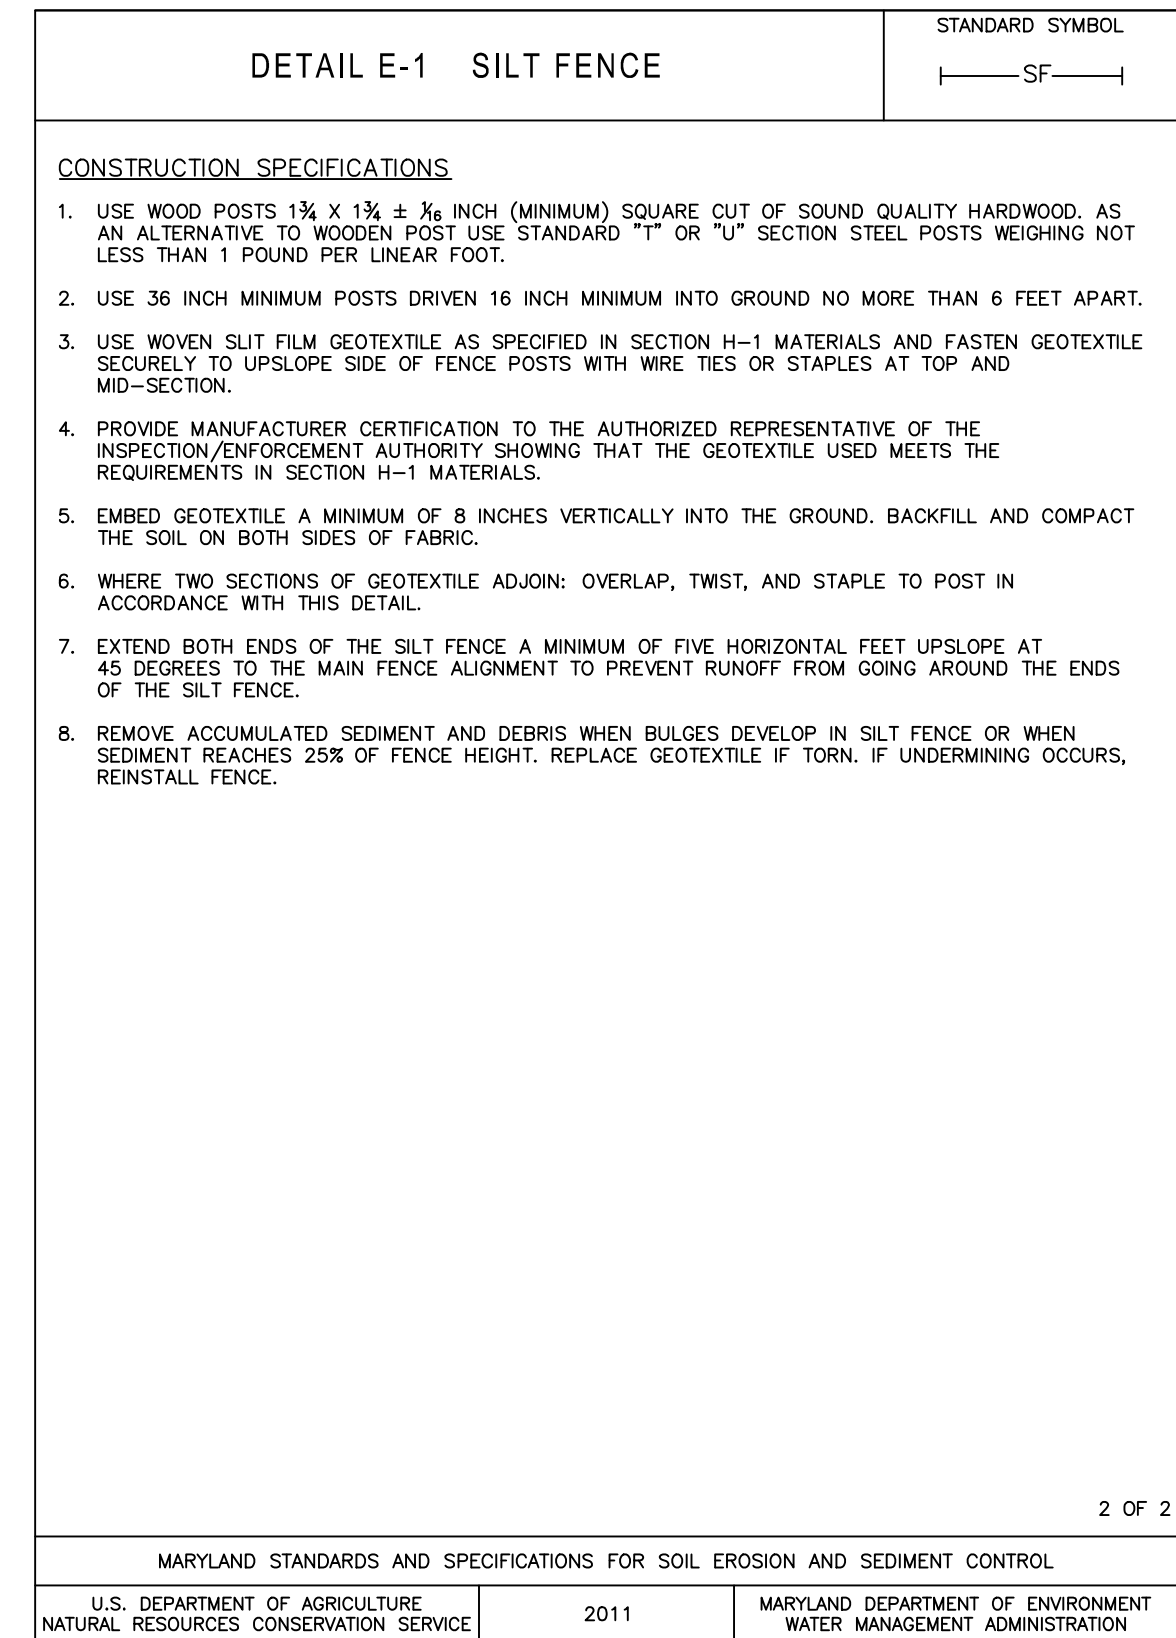 DETAIL E-1 SILT FENCE
STANDARD SYMBOL
SF
CONSTRUCTION SPECIFICATIONS
1. USE WOOD POSTS 1¾ X 1¾ ± 1⁄16 INCH (MINIMUM) SQUARE CUT OF SOUND QUALITY HARDWOOD. AS
AN ALTERNATIVE TO WOODEN POST USE STANDARD "T" OR "U" SECTION STEEL POSTS WEIGHING NOT
LESS THAN 1 POUND PER LINEAR FOOT.
2. USE 36 INCH MINIMUM POSTS DRIVEN 16 INCH MINIMUM INTO GROUND NO MORE THAN 6 FEET APART.
3. USE WOVEN SLIT FILM GEOTEXTILE AS SPECIFIED IN SECTION H-1 MATERIALS AND FASTEN GEOTEXTILE
SECURELY TO UPSLOPE SIDE OF FENCE POSTS WITH WIRE TIES OR STAPLES AT TOP AND
MID-SECTION.
4. PROVIDE MANUFACTURER CERTIFICATION TO THE AUTHORIZED REPRESENTATIVE OF THE
INSPECTION/ENFORCEMENT AUTHORITY SHOWING THAT THE GEOTEXTILE USED MEETS THE
REQUIREMENTS IN SECTION H-1 MATERIALS.
5. EMBED GEOTEXTILE A MINIMUM OF 8 INCHES VERTICALLY INTO THE GROUND. BACKFILL AND COMPACT
THE SOIL ON BOTH SIDES OF FABRIC.
6. WHERE TWO SECTIONS OF GEOTEXTILE ADJOIN: OVERLAP, TWIST, AND STAPLE TO POST IN
ACCORDANCE WITH THIS DETAIL.
7. EXTEND BOTH ENDS OF THE SILT FENCE A MINIMUM OF FIVE HORIZONTAL FEET UPSLOPE AT
45 DEGREES TO THE MAIN FENCE ALIGNMENT TO PREVENT RUNOFF FROM GOING AROUND THE ENDS
OF THE SILT FENCE.
8. REMOVE ACCUMULATED SEDIMENT AND DEBRIS WHEN BULGES DEVELOP IN SILT FENCE OR WHEN
SEDIMENT REACHES 25% OF FENCE HEIGHT. REPLACE GEOTEXTILE IF TORN. IF UNDERMINING OCCURS,
REINSTALL FENCE.
2 OF 2
MARYLAND STANDARDS AND SPECIFICATIONS FOR SOIL EROSION AND SEDIMENT CONTROL
U.S. DEPARTMENT OF AGRICULTURE
NATURAL RESOURCES CONSERVATION SERVICE
2011
MARYLAND DEPARTMENT OF ENVIRONMENT
WATER MANAGEMENT ADMINISTRATION